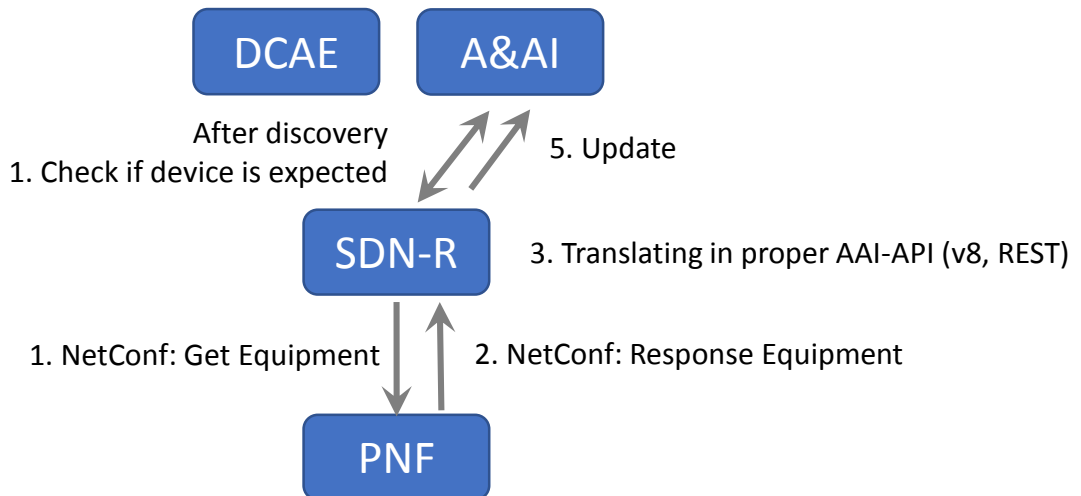 DCAE
A&AI
After discovery
1. Check if device is expected
5. Update
SDN-R
3. Translating in proper AAI-API (v8, REST)
1. NetConf: Get Equipment
2. NetConf: Response Equipment
PNF